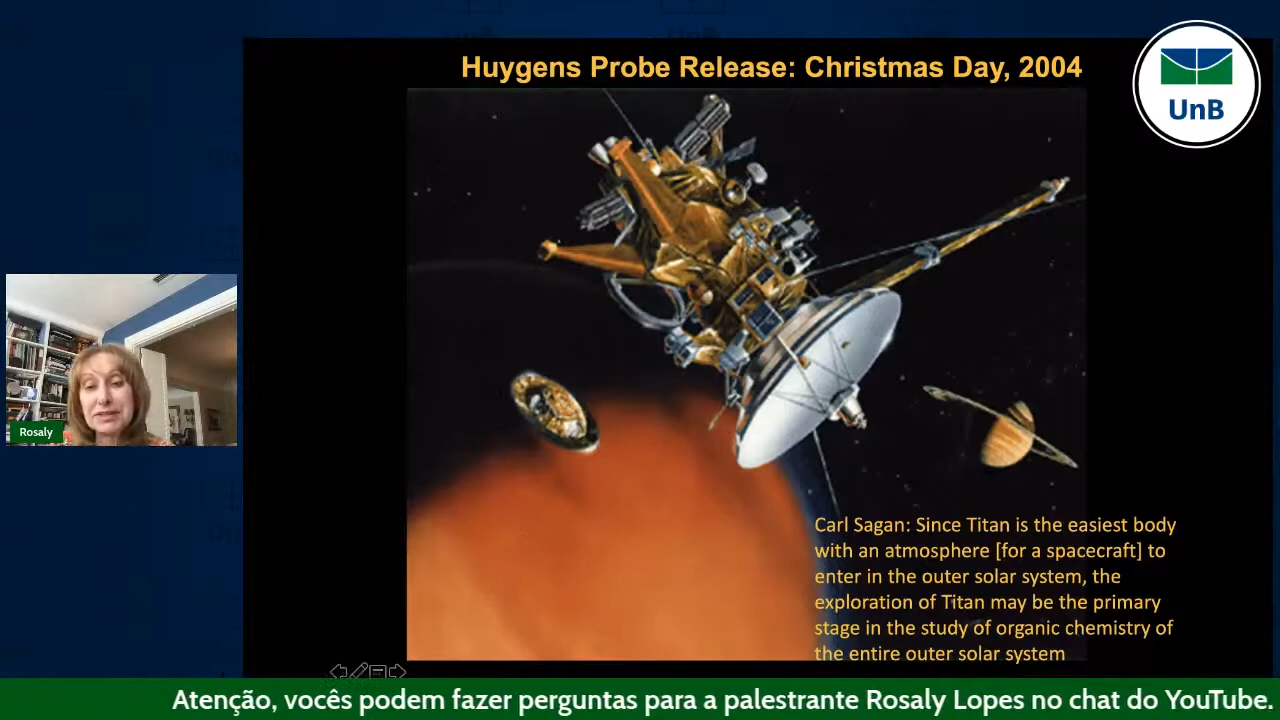 Huygens Probe Release: Christmas Day, 2004
UnB
Rosaly
Carl Sagan: Since Titan is the easiest body
with an atmosphere [for a spacecraft] to
enter in the outer solar system, the
exploration of Titan may be the primary
stage in the study of organic chemistry of
the entire outer solar system
Atenção, vocês podem fazer perguntas para a palestrante Rosaly Lopes no chat do YouTube.